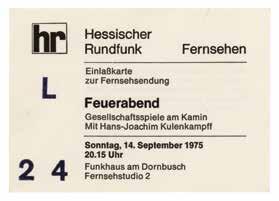 hr
Hessischer
Rundfunk Fernsehen
Einlaßkarte
zur Fernsehsendung
L
Feuerabend
Gesellschaftsspiele am Kamin
Mit Hans-Joachim Kulenkampff
Sonntag, 14. September 1975
20.15 Uhr
2 4
Funkhaus am Dornbusch
Fernsehstudio 2